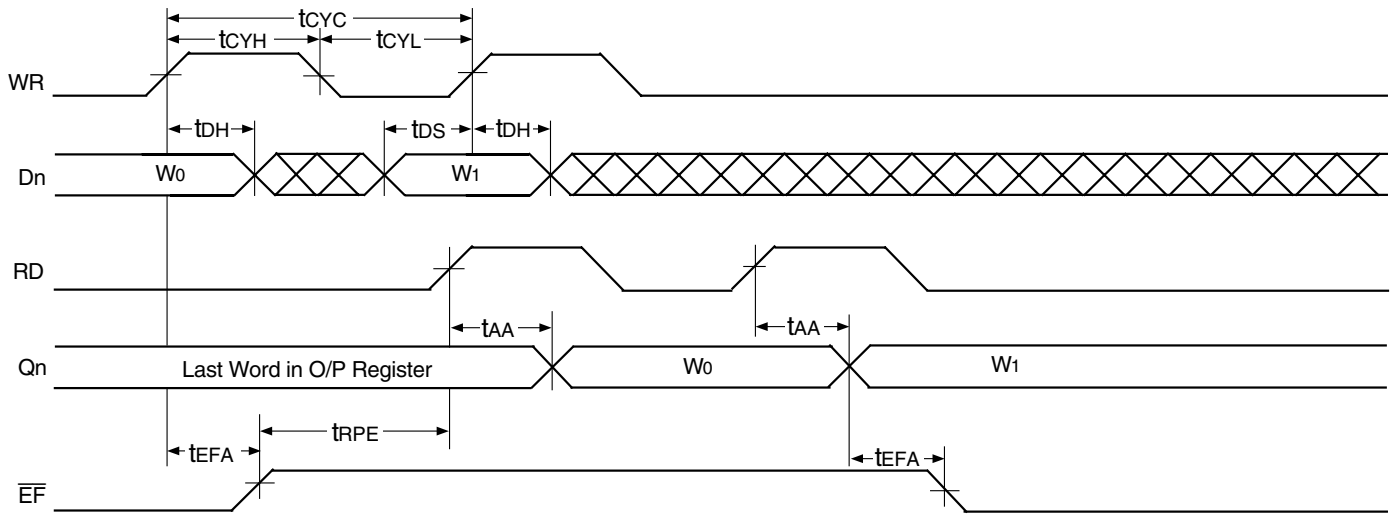 tCYC
tCYH tCYL
WR
tDH tDS tDH
Dn W0 W1
RD
tAA tAA
Qn Last Word in O/P Register W0 W1
tRPE
tEFA tEFA
EF